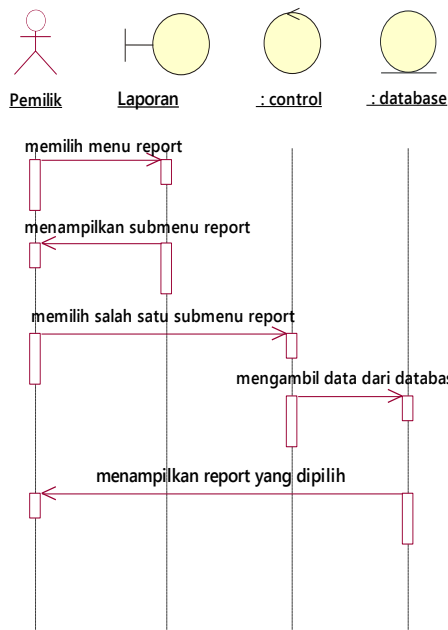 Pemilik
Laporan
: control
: database
memilih menu report
menampilkan submenu report
memilih salah satu submenu report
mengambil data dari databas
menampilkan report yang dipilih